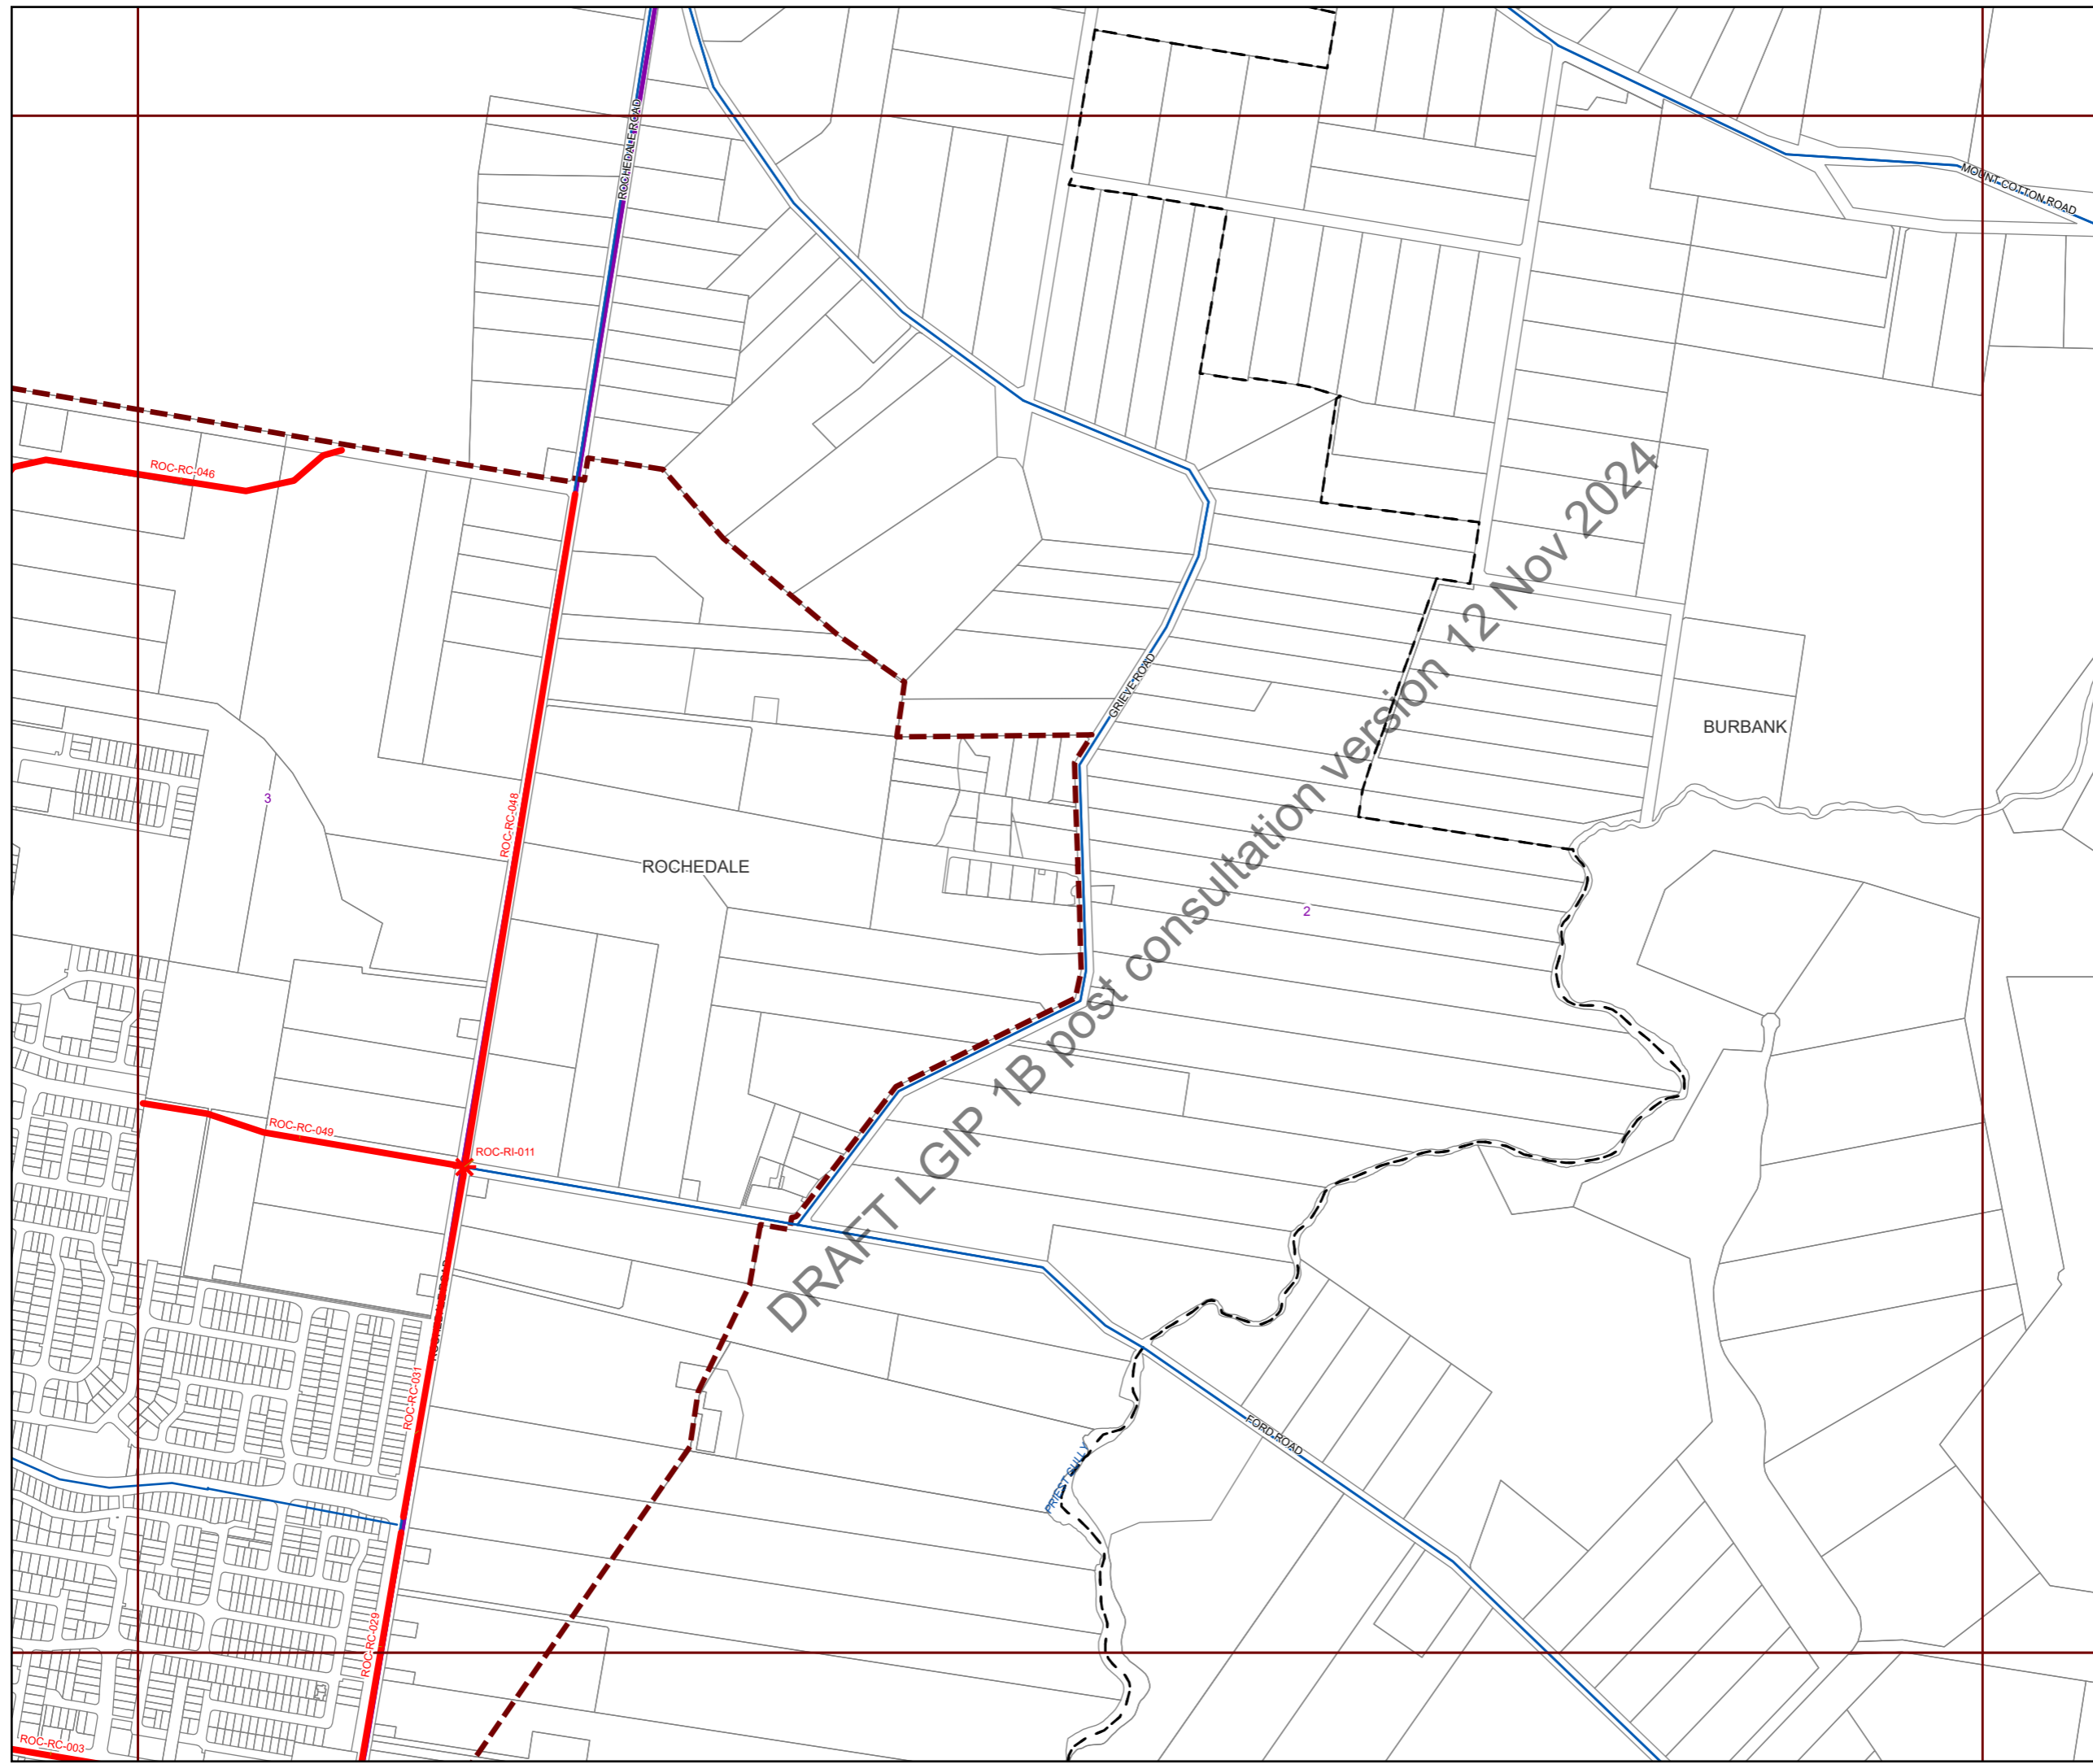 ROCHEDALE ROAD
MOUNT COTTON ROAD
ROC-RC-046
GRIEVE ROAD
BURBANK
3
ROC-RC-048
ROCHEDALE
2
DRAFT LGIP 1B post consultation version 12 Nov 2024
ROC-RC-049
ROC-RI-011
ROCHEDALE ROAD
ROC-RC-031
FORD ROAD
PRIEST GULLY
ROC-RC-029
ROC-RC-003